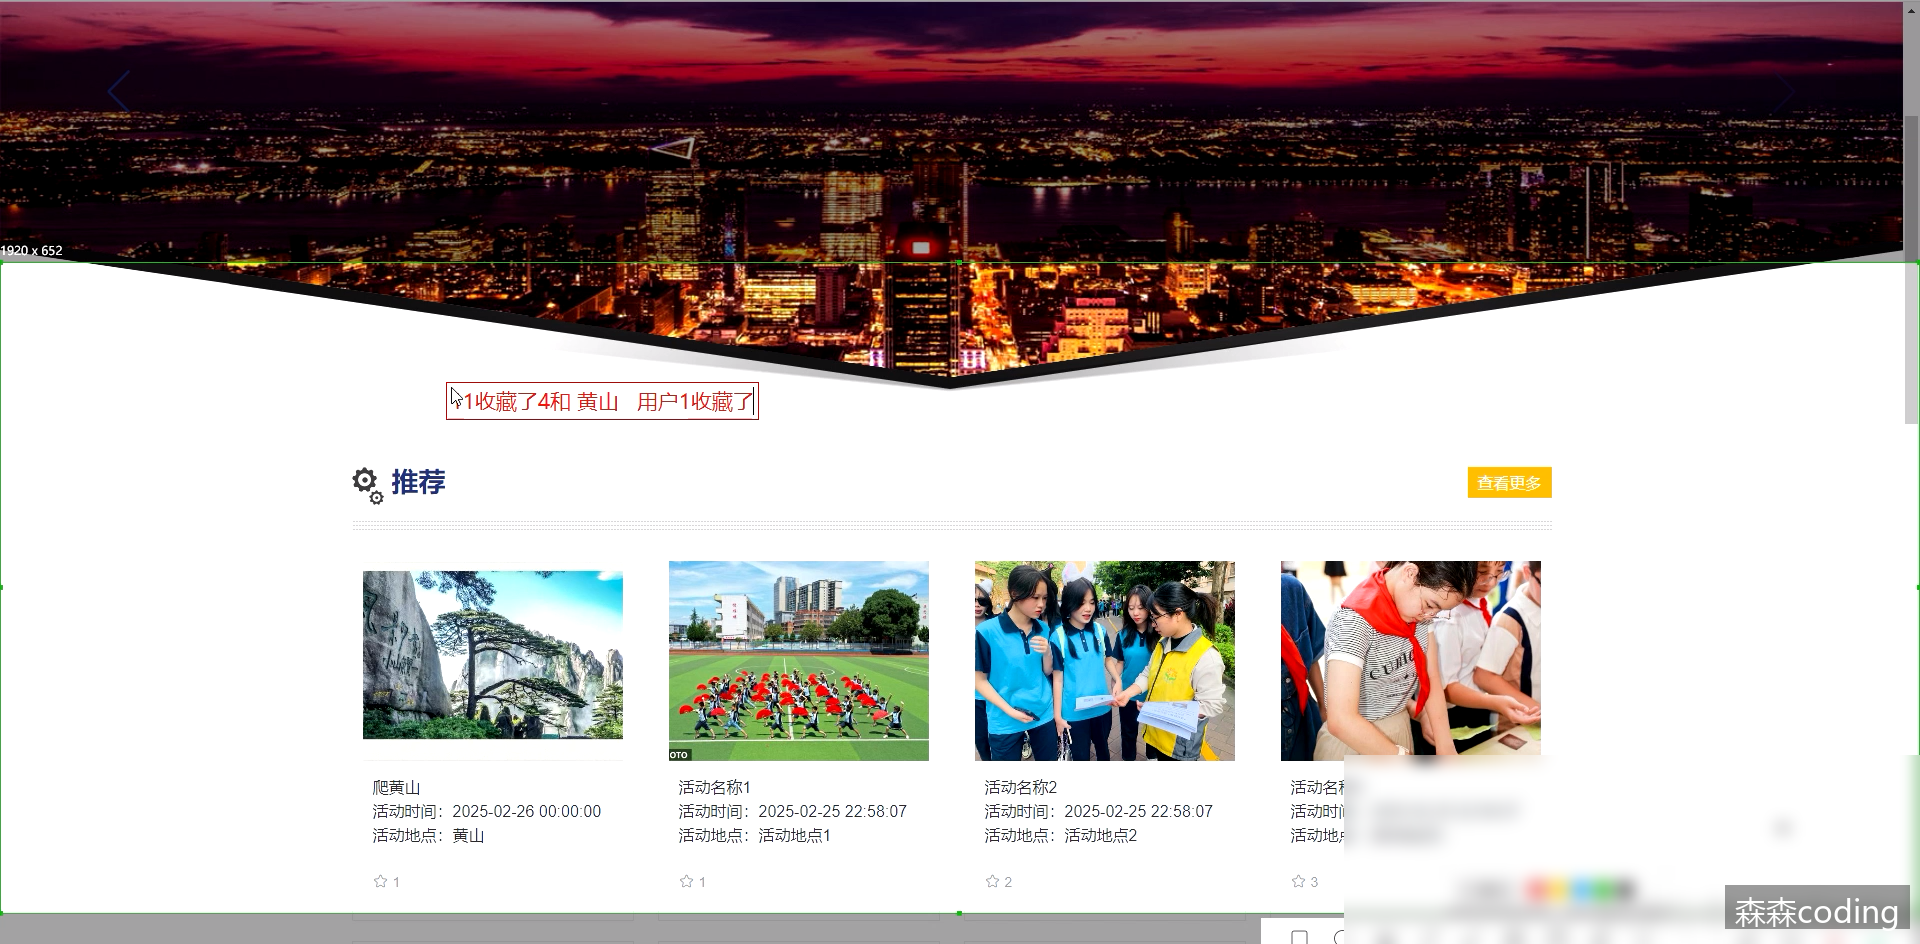 1920 x 652
11收藏了4和 黄山 用户1收藏了
推荐
查看更多
爬黄山
活动时间：2025-02-26 00:00:00
活动地点：黄山
1
OTO
活动名称1
活动时间：2025-02-25 22:58:07
活动地点：活动地点1
1
活动名称2
活动时间：2025-02-25 22:58:07
活动地点：活动地点2
2
活动名称
活动时间
活动地点
3
森森coding